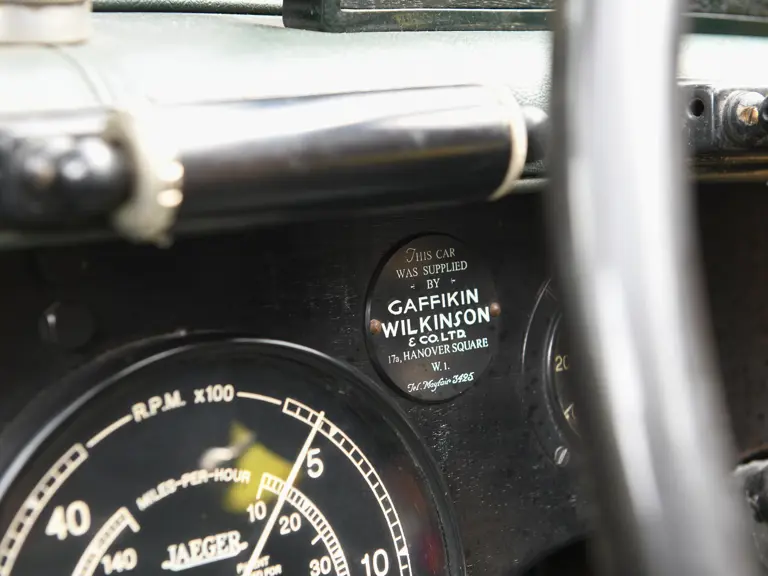 THIS CAR
WAS SUPPLIED
BY
GAFFIKIN
WILKINSON
& CO. LTD.
17a, HANOVER SQUARE
W.1.
Tel. Mayfair 3425
R.P.M. X100
5
10
40
MILES-PER-HOUR
10
20
30
140
JAEGER
20